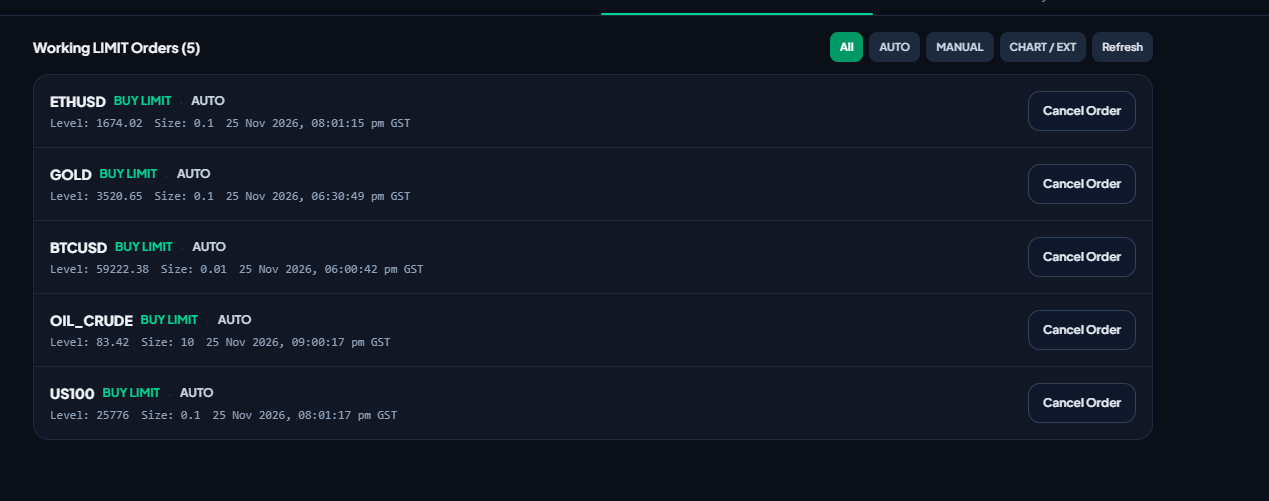 Working LIMIT Orders (5)
All AUTO MANUAL CHART / EXT Refresh
ETHUSD BUY LIMIT · AUTO
Level: 1674.02 Size: 0.1 25 Nov 2026, 08:01:15 pm GST
Cancel Order
GOLD BUY LIMIT · AUTO
Level: 3520.65 Size: 0.1 25 Nov 2026, 06:30:49 pm GST
Cancel Order
BTCUSD BUY LIMIT · AUTO
Level: 59222.38 Size: 0.01 25 Nov 2026, 06:00:42 pm GST
Cancel Order
OIL_CRUDE BUY LIMIT · AUTO
Level: 83.42 Size: 10 25 Nov 2026, 09:00:17 pm GST
Cancel Order
US100 BUY LIMIT · AUTO
Level: 25776 Size: 0.1 25 Nov 2026, 08:01:17 pm GST
Cancel Order